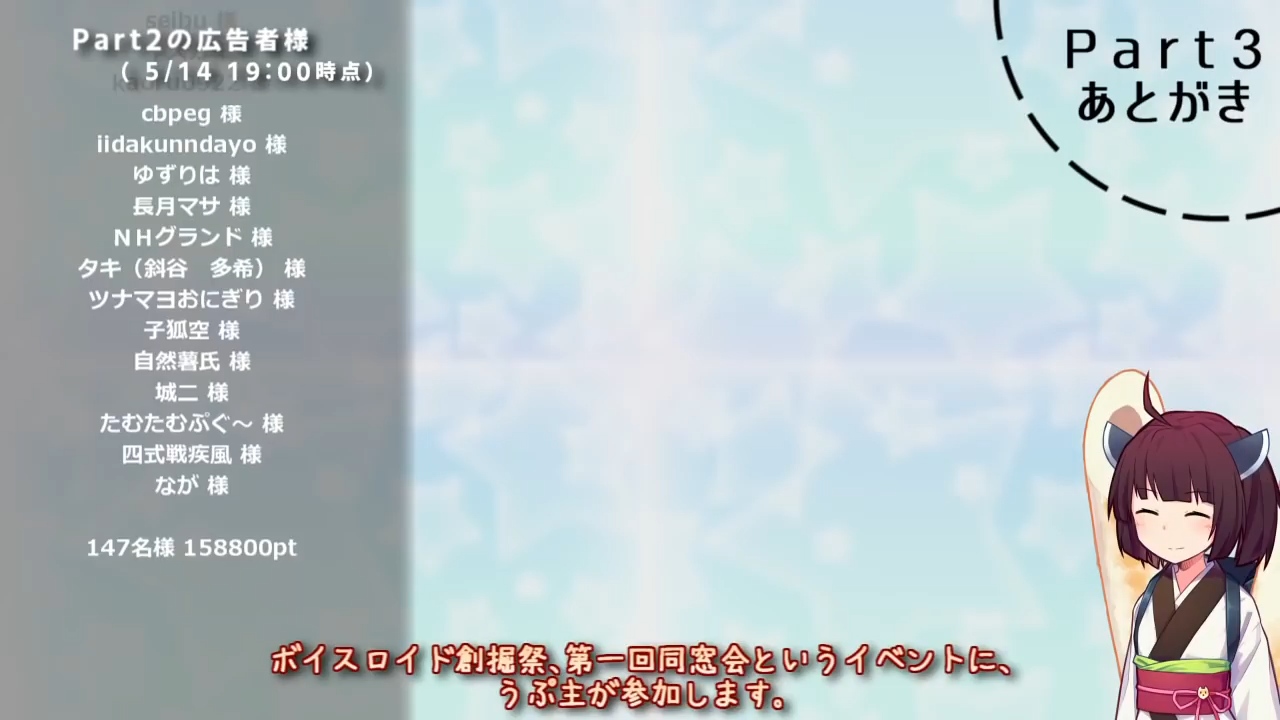 seibu 様
Part2の広告者様
( 5/14 19:00時点)
cbpeg 様
iidakunndayo 様
ゆずりは 様
長月マサ 様
NHグランド 様
タキ（斜谷　多希） 様
ツナマヨおにぎり 様
子狐空 様
自然薯氏 様
城二 様
たむたむぷぐ～ 様
四式戦疾風 様
なが 様
147名様 158800pt
Part3
あとがき
ボイスロイド創掘祭、第一回同窓会というイベントに、
うぷ主が参加します。